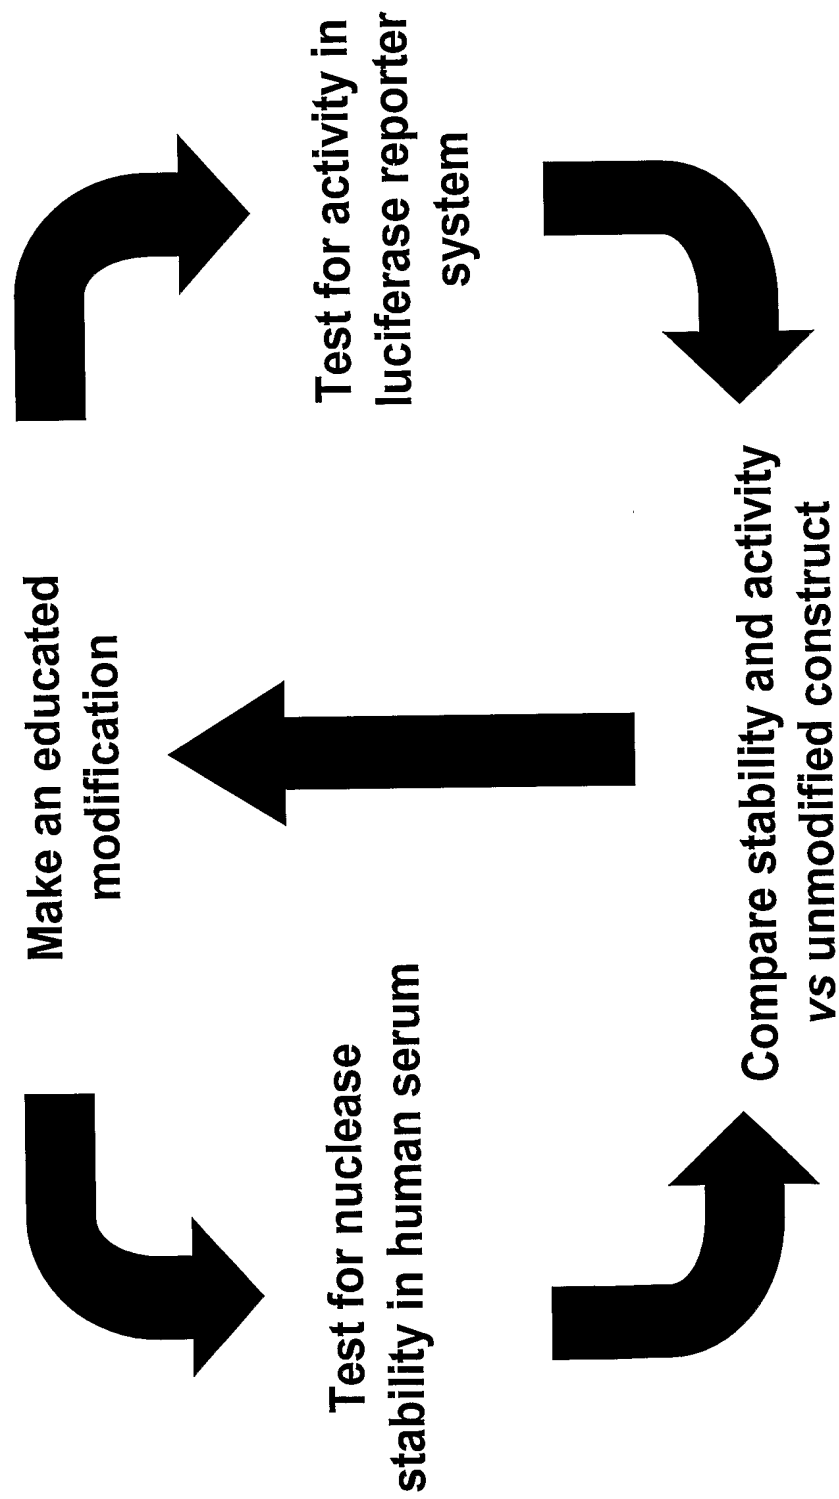 Make an educated
modification
Test for nuclease
stability in human serum
Test for activity in
luciferase reporter
system
Compare stability and activity
vs unmodified construct